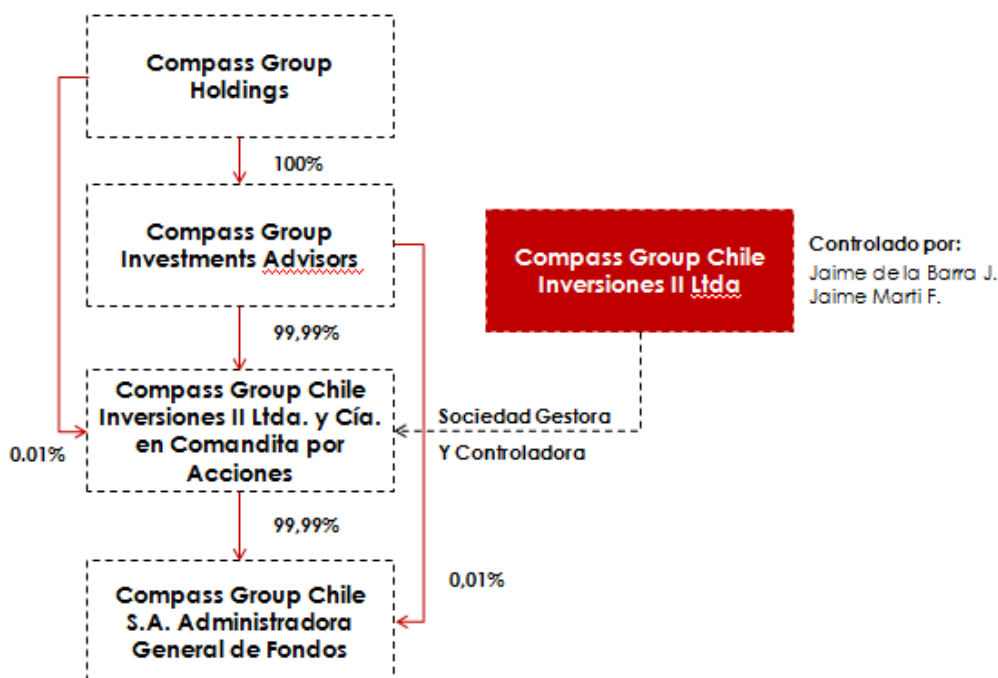 Compass Group
Holdings
100%
Compass Group
Investments Advisors
Compass Group Chile
Inversiones II Ltda
Controlado por:
Jaime de la Barra J.
Jaime Marti F.
99,99%
Compass Group Chile
Inversiones II Ltda. y Cía.
en Comandita por
Acciones
Sociedad Gestora
Y Controladora
0.01%
99,99%
0,01%
Compass Group Chile
S.A. Administradora
General de Fondos